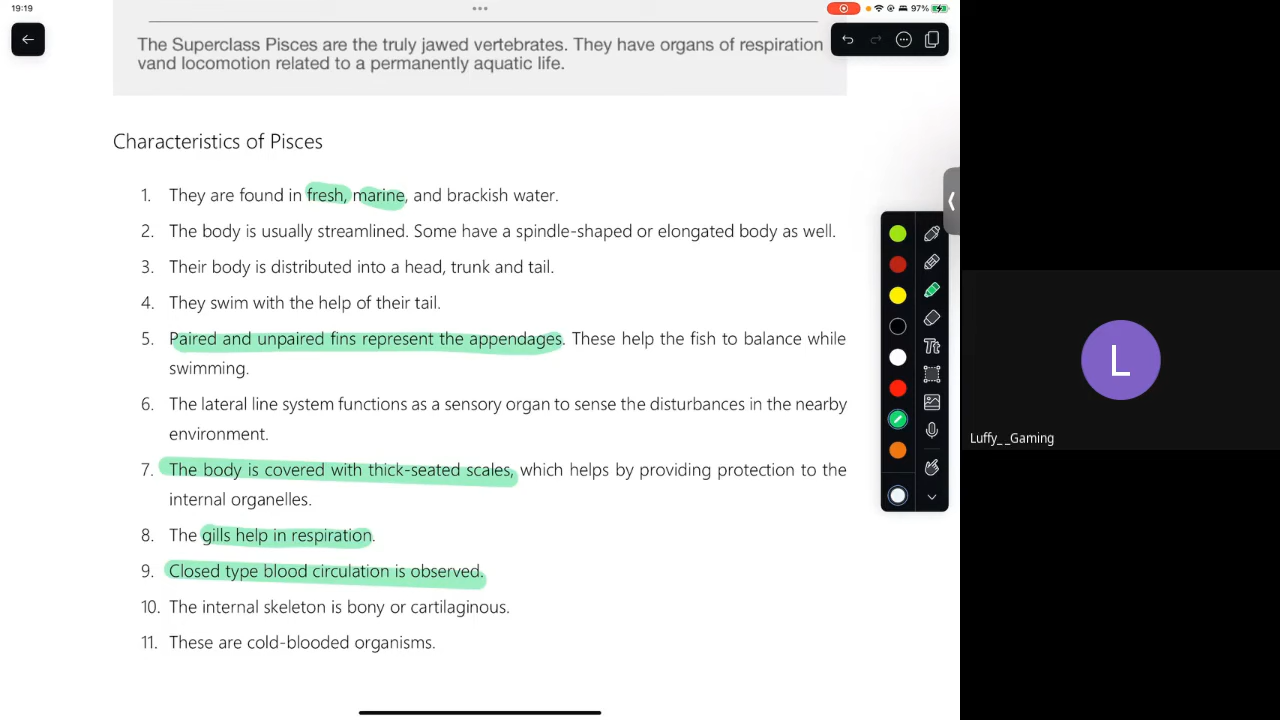 19:19
97%
The Superclass Pisces are the truly jawed vertebrates. They have organs of respiration
vand locomotion related to a permanently aquatic life.
Characteristics of Pisces
1. They are found in fresh, marine, and brackish water.
2. The body is usually streamlined. Some have a spindle-shaped or elongated body as well.
3. Their body is distributed into a head, trunk and tail.
4. They swim with the help of their tail.
5. Paired and unpaired fins represent the appendages. These help the fish to balance while
swimming.
6. The lateral line system functions as a sensory organ to sense the disturbances in the nearby
environment.
7. The body is covered with thick-seated scales, which helps by providing protection to the
internal organelles.
8. The gills help in respiration.
9. Closed type blood circulation is observed.
10. The internal skeleton is bony or cartilaginous.
11. These are cold-blooded organisms.
Tt
L
Luffy_ _Gaming